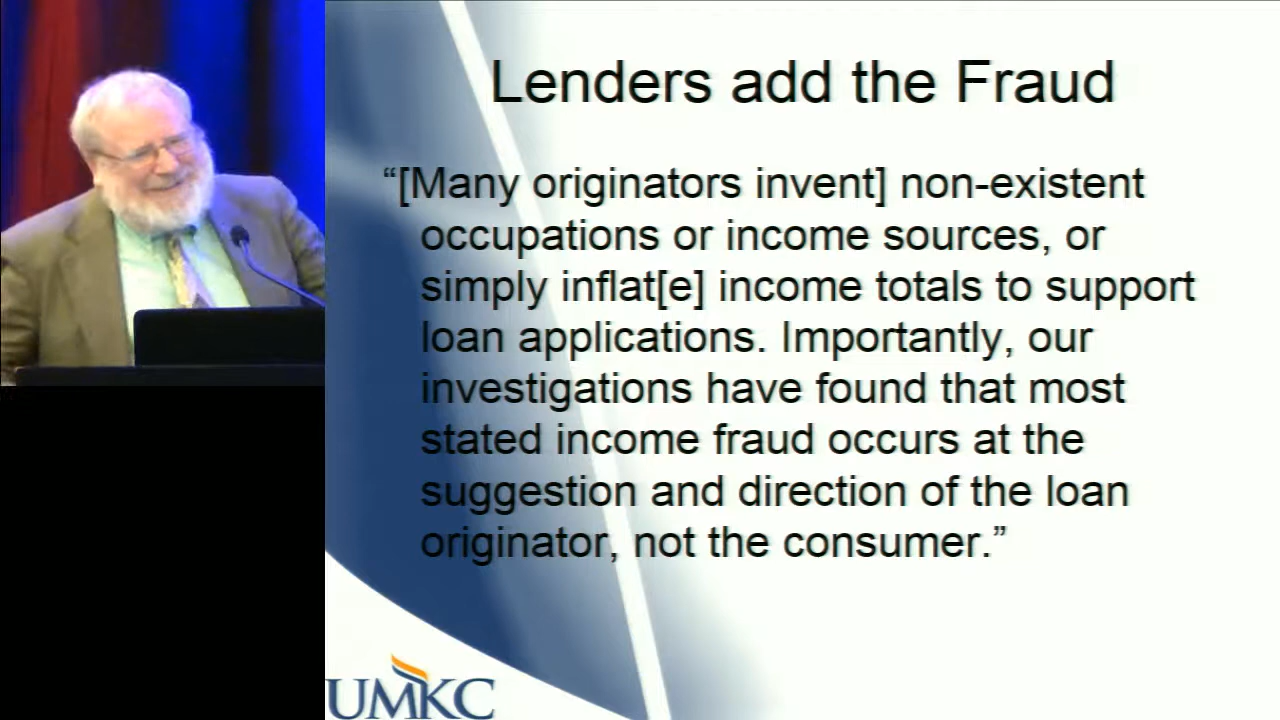 Lenders add the Fraud
“[Many originators invent] non-existent
occupations or income sources, or
simply inflat[e] income totals to support
loan applications. Importantly, our
investigations have found that most
stated income fraud occurs at the
suggestion and direction of the loan
originator, not the consumer.”
UMKC